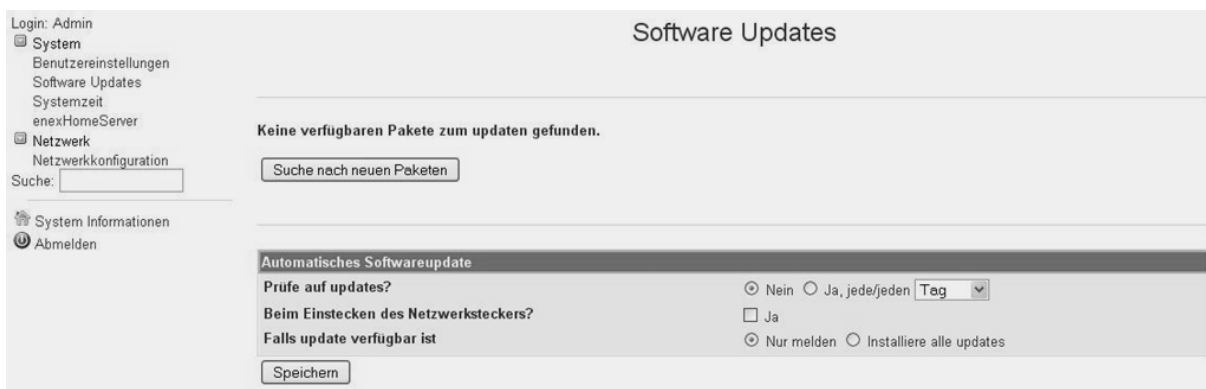 Login: Admin
System
Benutzereinstellungen
Software Updates
Systemzeit
enexHomeServer
Netzwerk
Netzwerkkonfiguration
Suche:
System Informationen
Abmelden
Software Updates
Keine verfügbaren Pakete zum updaten gefunden.
Suche nach neuen Paketen
Automatisches Softwareupdate
Prüfe auf updates? Nein Ja, jede/jeden Tag
Beim Einstecken des Netzwerksteckers? Ja
Falls update verfügbar ist Nur melden Installiere alle updates
Speichern